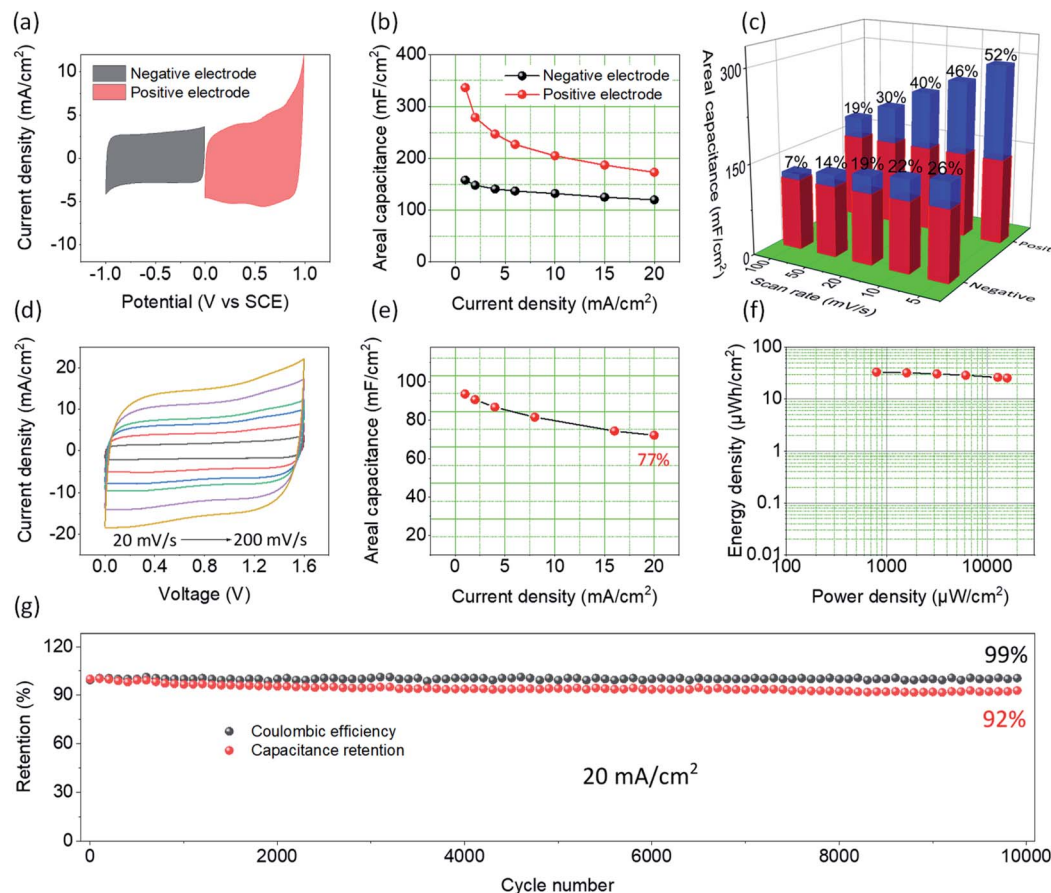 (a)
Current density (mA/cm²)
10
5
0
-5
-10
Negative electrode
Positive electrode
-1.0
-0.5
0.0
0.5
1.0
Potential (V vs SCE)
(b)
Areal capacitance (mF/cm²)
400
300
200
100
0
Negative electrode
Positive electrode
0
5
10
15
20
Current density (mA/cm²)
(c)
Areal capacitance (mF/cm²)
300
150
0
19%
30%
40%
46%
52%
7%
14%
19%
22%
26%
100
50
20
10
5
Scan rate (mV/s)
Negative
Posit
(d)
Current density (mA/cm²)
20
10
0
-10
-20
20 mV/s → 200 mV/s
0.0
0.4
0.8
1.2
1.6
Voltage (V)
(e)
Areal capacitance (mF/cm²)
100
80
60
40
20
77%
0
5
10
15
20
Current density (mA/cm²)
(f)
Energy density (µWh/cm²)
100
10
1
0.1
0.01
100
1000
10000
Power density (µW/cm²)
(g)
Retention (%)
120
90
60
30
0
99%
92%
Coulombic efficiency
Capacitance retention
20 mA/cm²
0
2000
4000
6000
8000
10000
Cycle number